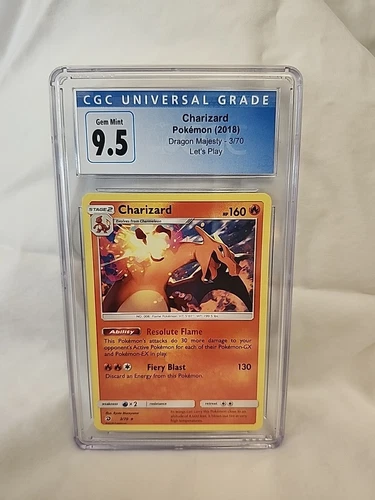 CGC UNIVERSAL GRADE
Gem Mint
9.5
Charizard
Pokémon (2018)
Dragon Majesty - 3/70
Let's Play
STAGE 2
Charizard
HP160
Evolves from Charmeleon
Ability Resolute Flame
This Pokémon's attacks do 30 more damage to your
opponent's Active Pokémon for each of their Pokémon-GX
and Pokémon-EX in play.
Fiery Blast 130
Discard an Energy from this Pokémon.
weakness ×2 resistance retreat
3/70